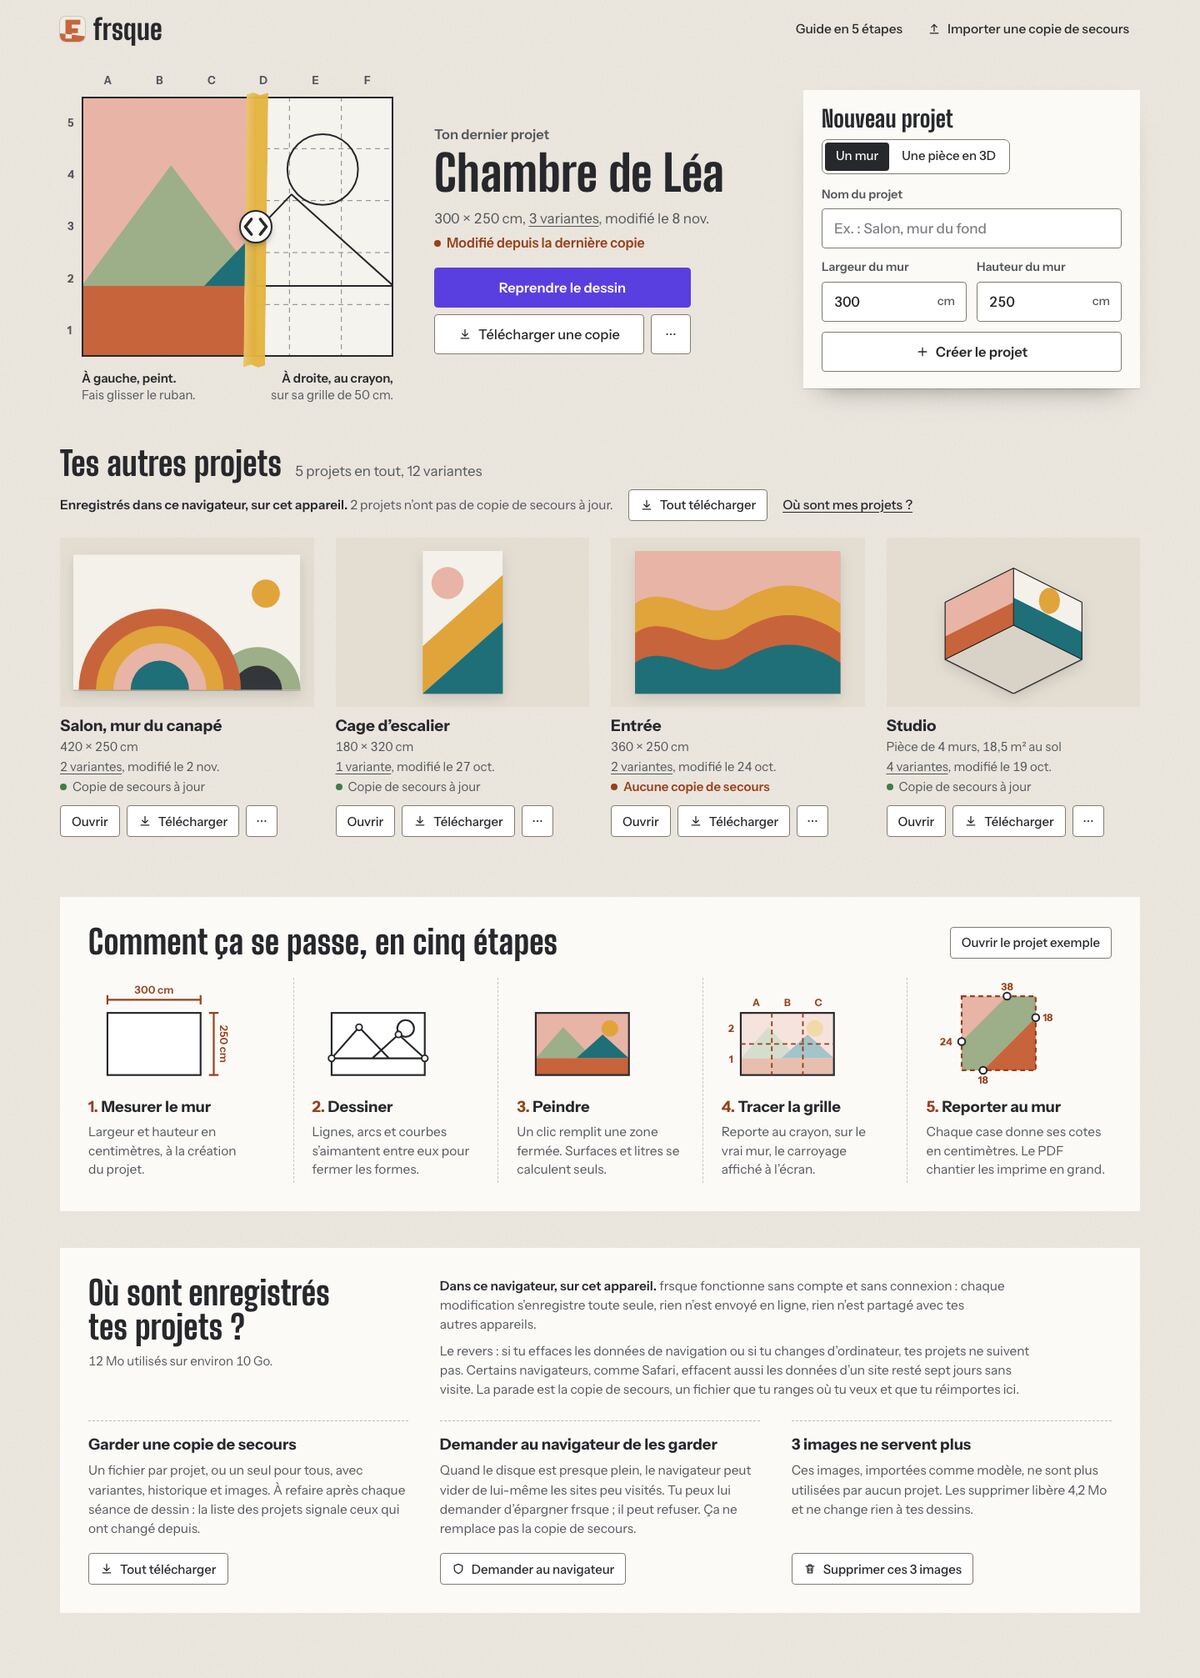 frsque
Guide en 5 étapes
Importer une copie de secours
A B C D E F
5
4
3
2
1
À gauche, peint.
Fais glisser le ruban.
À droite, au crayon,
sur sa grille de 50 cm.
Ton dernier projet
Chambre de Léa
300 × 250 cm, 3 variantes, modifié le 8 nov.
Modifié depuis la dernière copie
Reprendre le dessin
Télécharger une copie
...
Nouveau projet
Un mur
Une pièce en 3D
Nom du projet
Ex. : Salon, mur du fond
Largeur du mur
Hauteur du mur
300 cm
250 cm
+ Créer le projet
Tes autres projets
5 projets en tout, 12 variantes
Enregistrés dans ce navigateur, sur cet appareil. 2 projets n’ont pas de copie de secours à jour.
Tout télécharger
Où sont mes projets ?
Salon, mur du canapé
420 × 250 cm
2 variantes, modifié le 2 nov.
Copie de secours à jour
Ouvrir
Télécharger
...
Cage d’escalier
180 × 320 cm
1 variante, modifié le 27 oct.
Copie de secours à jour
Ouvrir
Télécharger
...
Entrée
360 × 250 cm
2 variantes, modifié le 24 oct.
Aucune copie de secours
Ouvrir
Télécharger
...
Studio
Pièce de 4 murs, 18,5 m² au sol
4 variantes, modifié le 19 oct.
Copie de secours à jour
Ouvrir
Télécharger
...
Comment ça se passe, en cinq étapes
Ouvrir le projet exemple
300 cm
250 cm
1. Mesurer le mur
Largeur et hauteur en
centimètres, à la création
du projet.
2. Dessiner
Lignes, arcs et courbes
s’aimantent entre eux pour
fermer les formes.
3. Peindre
Un clic remplit une zone
fermée. Surfaces et litres se
calculent seuls.
A B C
2
1
4. Tracer la grille
Reporte au crayon, sur le
vrai mur, le carroyage
affiché à l’écran.
38
18
24
18
5. Reporter au mur
Chaque case donne ses cotes
en centimètres. Le PDF
chantier les imprime en grand.
Où sont enregistrés
tes projets ?
12 Mo utilisés sur environ 10 Go.
Dans ce navigateur, sur cet appareil. frsque fonctionne sans compte et sans connexion : chaque
modification s’enregistre toute seule, rien n’est envoyé en ligne, rien n’est partagé avec tes
autres appareils.
Le revers : si tu effaces les données de navigation ou si tu changes d’ordinateur, tes projets ne suivent
pas. Certains navigateurs, comme Safari, effacent aussi les données d’un site resté sept jours sans
visite. La parade est la copie de secours, un fichier que tu ranges où tu veux et que tu réimportes ici.
Garder une copie de secours
Un fichier par projet, ou un seul pour tous, avec
variantes, historique et images. À refaire après chaque
séance de dessin : la liste des projets signale ceux qui
ont changé depuis.
Tout télécharger
Demander au navigateur de les garder
Quand le disque est presque plein, le navigateur peut
vider de lui-même les sites peu visités. Tu peux lui
demander d’épargner frsque ; il peut refuser. Ça ne
remplace pas la copie de secours.
Demander au navigateur
3 images ne servent plus
Ces images, importées comme modèle, ne sont plus
utilisées par aucun projet. Les supprimer libère 4,2 Mo
et ne change rien à tes dessins.
Supprimer ces 3 images